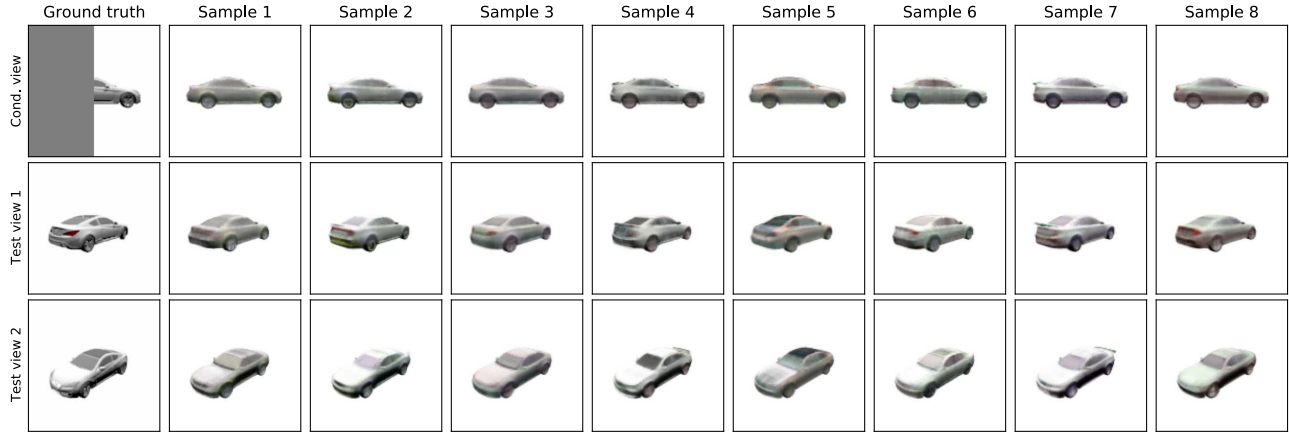 Ground truth Sample 1 Sample 2 Sample 3 Sample 4 Sample 5 Sample 6 Sample 7 Sample 8
Cond. view
Test view 1
Test view 2